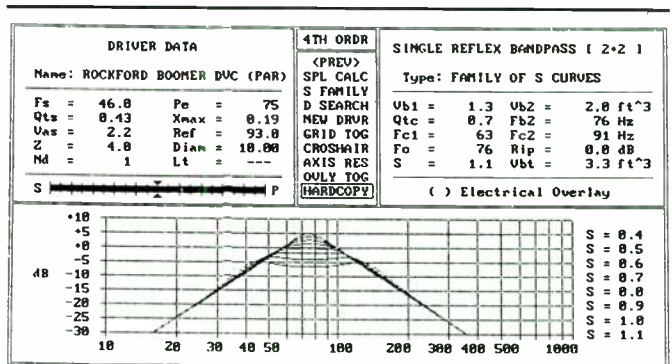 DRIVER DATA
Name: ROCKFORD BOOMER DVC (PAR)
Fs = 46.0 Pe = 75
Qts = 0.43 Xmax = 0.19
Vas = 2.2 Ref = 93.0
Z = 4.0 Diam = 10.00
Nd = 1 Lt = ---
S P
4TH ORDR
<PREV>
SPL CALC
S FAMILY
D SEARCH
NEW DRVR
GRID TOG
CROSHAIR
AXIS RES
OVLY TOG
HARDCOPY
SINGLE REFLEX BANDPASS [ 2+2 ]
Type: FAMILY OF S CURVES
Vb1 = 1.3 Vb2 = 2.0 ft^3
Qtc = 0.7 Fb2 = 76 Hz
Fc1 = 63 Fc2 = 91 Hz
Fo = 76 Rip = 0.0 dB
S = 1.1 Vbt = 3.3 ft^3
( ) Electrical Overlay
+10
+5
+0
-5
dB -10
-15
-20
-25
-30
10 20 30 40 50 100 200 300 400 500 1000
S = 0.4
S = 0.5
S = 0.6
S = 0.7
S = 0.8
S = 0.9
S = 1.0
S = 1.1